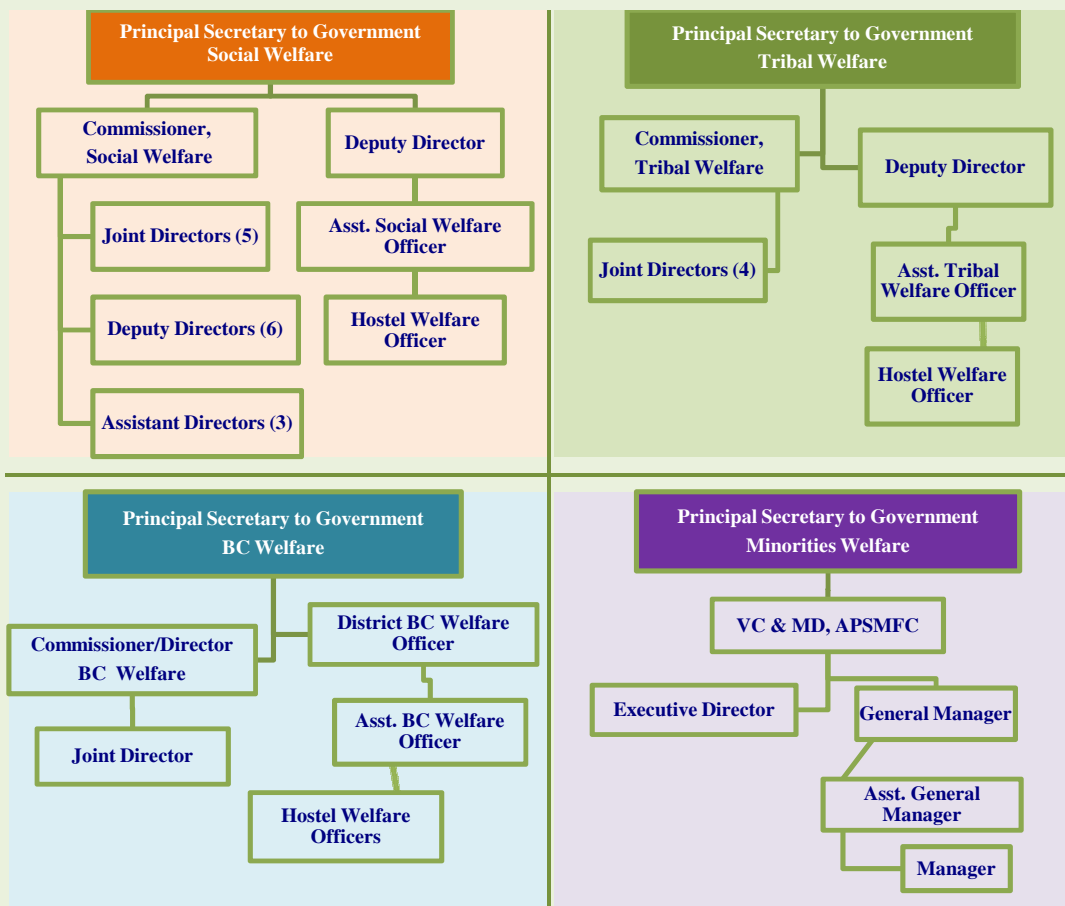 Principal Secretary to Government
Social Welfare
Commissioner,
Social Welfare
Deputy Director
Joint Directors (5)
Asst. Social Welfare
Officer
Deputy Directors (6)
Hostel Welfare
Officer
Assistant Directors (3)
Principal Secretary to Government
Tribal Welfare
Commissioner,
Tribal Welfare
Deputy Director
Joint Directors (4)
Asst. Tribal
Welfare Officer
Hostel Welfare
Officer
Principal Secretary to Government
BC Welfare
Commissioner/Director
BC Welfare
District BC Welfare
Officer
Joint Director
Asst. BC Welfare
Officer
Hostel Welfare
Officers
Principal Secretary to Government
Minorities Welfare
VC & MD, APSMFC
Executive Director
General Manager
Asst. General
Manager
Manager